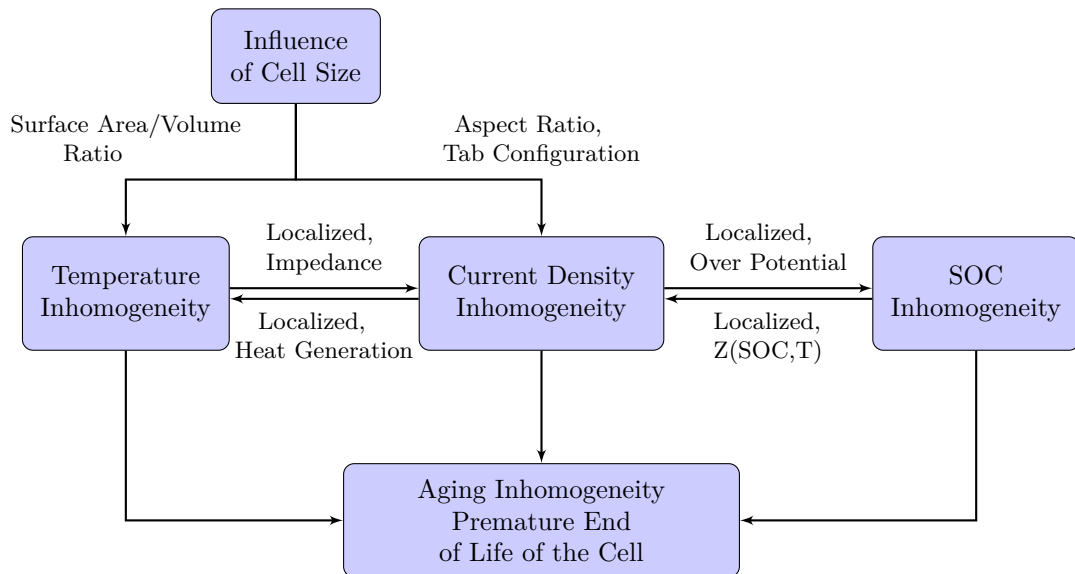 Influence
of Cell Size
Surface Area/Volume
Ratio
Aspect Ratio,
Tab Configuration
Temperature
Inhomogeneity
Localized,
Impedance
Localized,
Heat Generation
Current Density
Inhomogeneity
Localized,
Over Potential
Localized,
Z(SOC,T)
SOC
Inhomogeneity
Aging Inhomogeneity
Premature End
of Life of the Cell